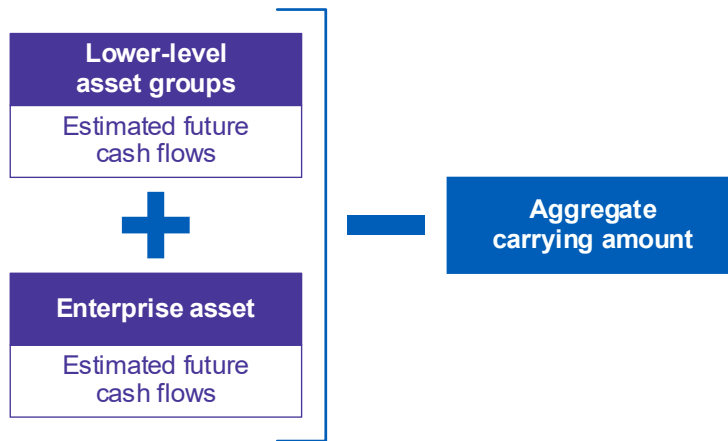 Lower-level
asset groups
Estimated future
cash flows
Enterprise asset
Estimated future
cash flows
Aggregate
carrying amount